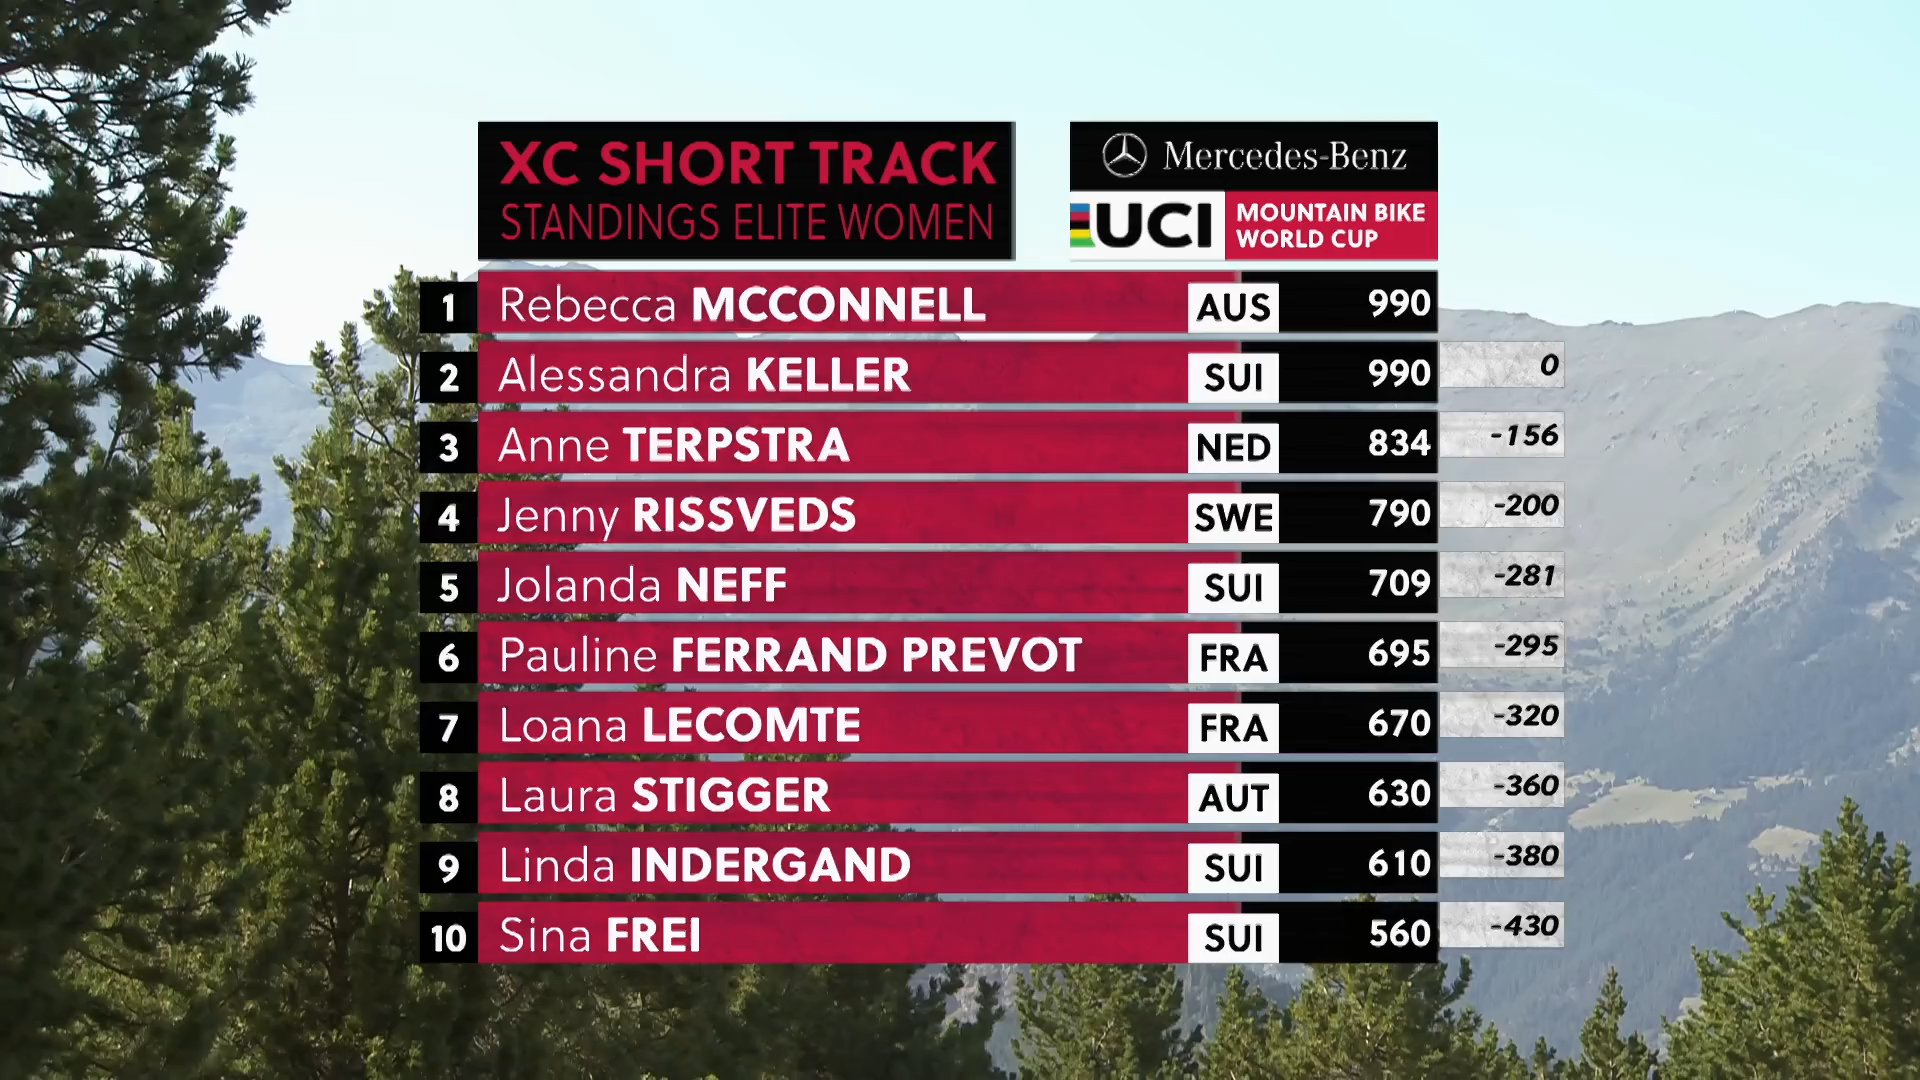 XC SHORT TRACK
STANDINGS ELITE WOMEN
Mercedes-Benz
UCI MOUNTAIN BIKE
WORLD CUP
1 Rebecca MCCONNELL AUS 990
2 Alessandra KELLER SUI 990 0
3 Anne TERPSTRA NED 834 -156
4 Jenny RISSVEDS SWE 790 -200
5 Jolanda NEFF SUI 709 -281
6 Pauline FERRAND PREVOT FRA 695 -295
7 Loana LECOMTE FRA 670 -320
8 Laura STIGGER AUT 630 -360
9 Linda INDERGAND SUI 610 -380
10 Sina FREI SUI 560 -430